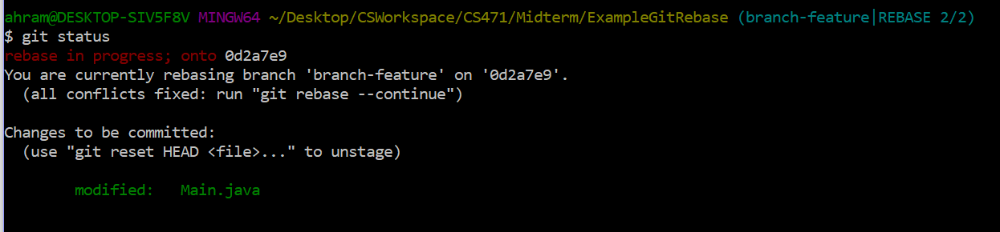 ahram@DESKTOP-SIV5F8V MINGW64 ~/Desktop/CSWorkspace/CS471/Midterm/ExampleGitRebase (branch-feature|REBASE 2/2)
$ git status
rebase in progress; onto 0d2a7e9
You are currently rebasing branch 'branch-feature' on '0d2a7e9'.
  (all conflicts fixed: run "git rebase --continue")

Changes to be committed:
  (use "git reset HEAD <file>..." to unstage)

        modified:   Main.java